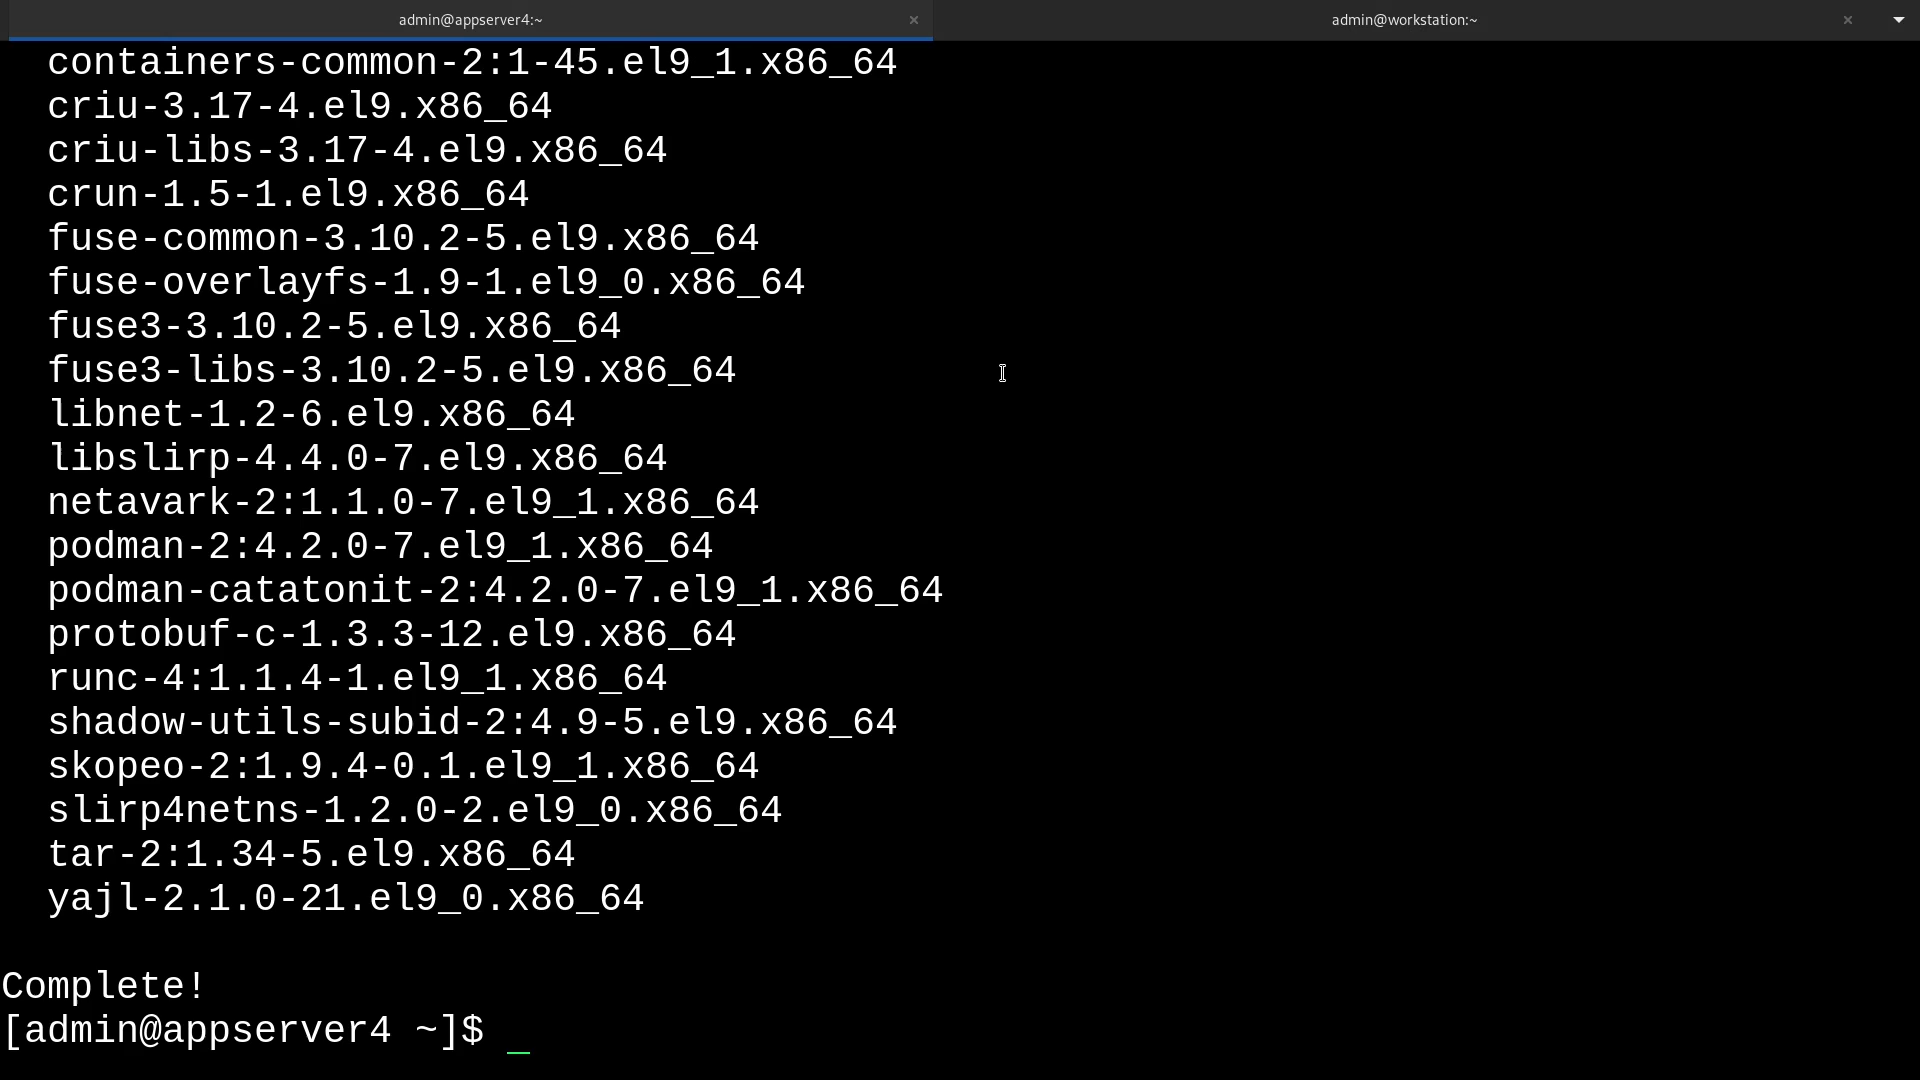 admin@appserver4:~ × admin@workstation:~ ×
containers-common-2:1-45.el9_1.x86_64
criu-3.17-4.el9.x86_64
criu-libs-3.17-4.el9.x86_64
crun-1.5-1.el9.x86_64
fuse-common-3.10.2-5.el9.x86_64
fuse-overlayfs-1.9-1.el9_0.x86_64
fuse3-3.10.2-5.el9.x86_64
fuse3-libs-3.10.2-5.el9.x86_64
libnet-1.2-6.el9.x86_64
libslirp-4.4.0-7.el9.x86_64
netavark-2:1.1.0-7.el9_1.x86_64
podman-2:4.2.0-7.el9_1.x86_64
podman-catatonit-2:4.2.0-7.el9_1.x86_64
protobuf-c-1.3.3-12.el9.x86_64
runc-4:1.1.4-1.el9_1.x86_64
shadow-utils-subid-2:4.9-5.el9.x86_64
skopeo-2:1.9.4-0.1.el9_1.x86_64
slirp4netns-1.2.0-2.el9_0.x86_64
tar-2:1.34-5.el9.x86_64
yajl-2.1.0-21.el9_0.x86_64
Complete!
[admin@appserver4 ~]$ _